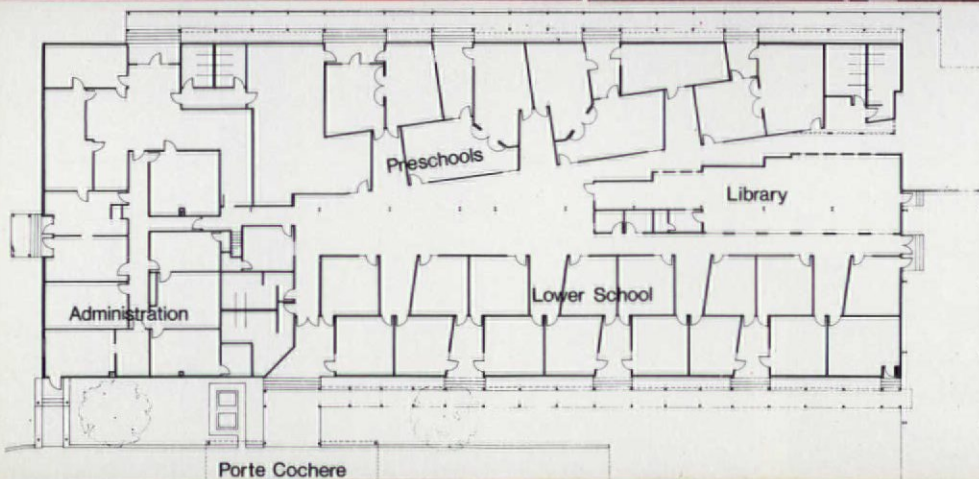 Preschools
Library
Lower School
Administration
Porte Cochere